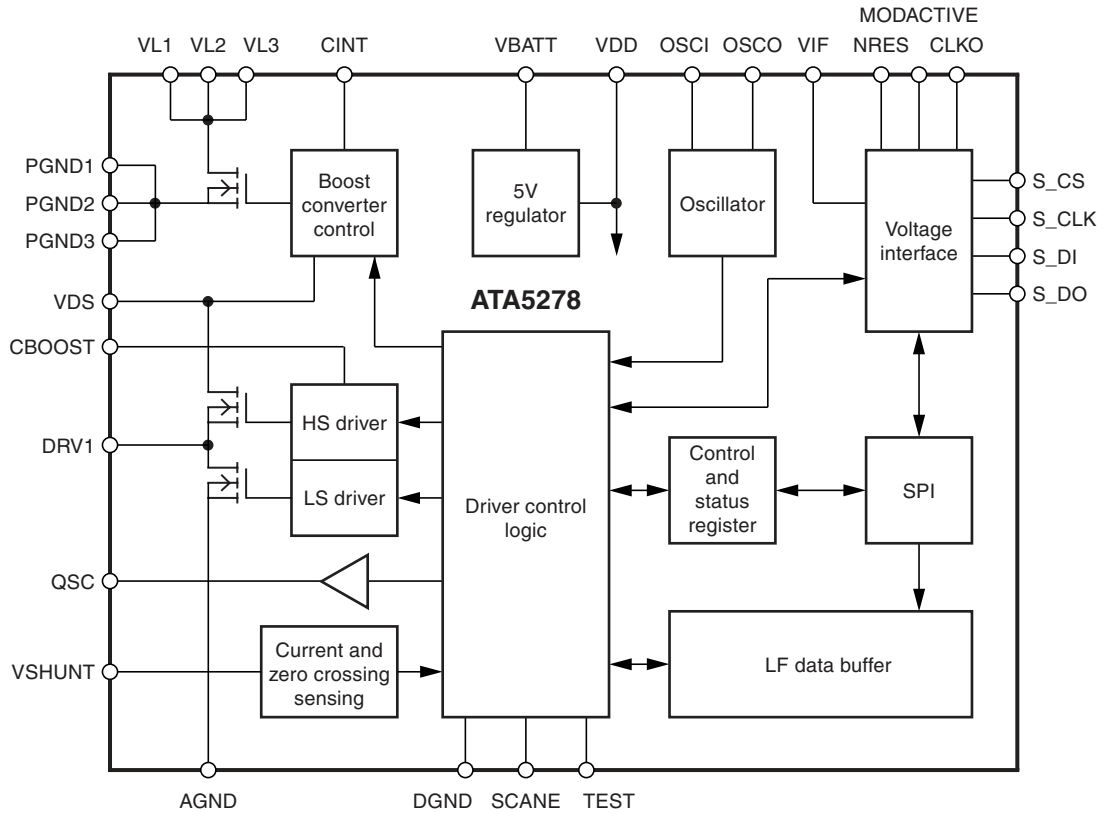 MODACTIVE
VL1 VL2 VL3 CINT VBATT VDD OSCI OSCO VIF NRES CLKO
PGND1
PGND2
PGND3
VDS
CBOOST
DRV1
QSC
VSHUNT
Boost
converter
control
5V
regulator
Oscillator
Voltage
interface
S_CS
S_CLK
S_DI
S_DO
ATA5278
HS driver
LS driver
Driver control
logic
Control
and
status
register
SPI
Current and
zero crossing
sensing
LF data buffer
AGND DGND SCANE TEST